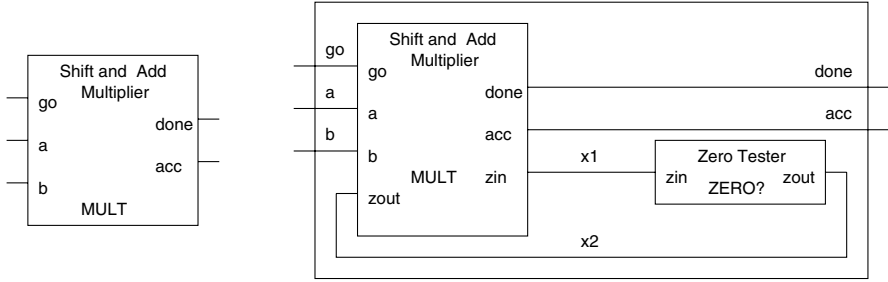 Shift and Add
Multiplier
go
a
b
done
acc
MULT
go
a
b
Shift and Add
Multiplier
go
a
b
zout
done
acc
MULT
zin
x1
x2
Zero Tester
zin
ZERO?
zout
done
acc